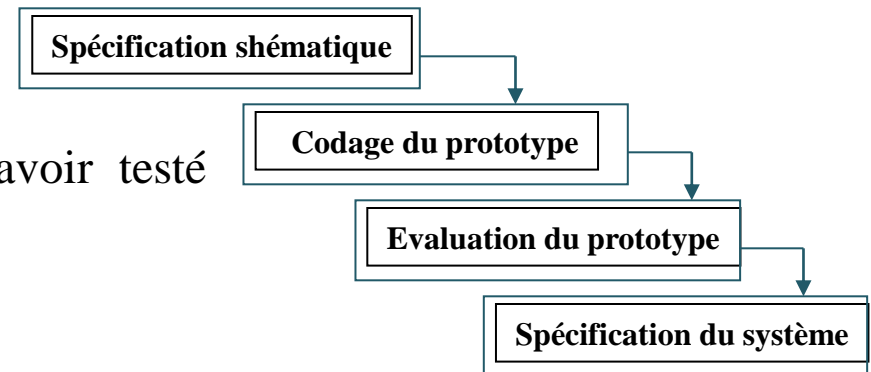 Spécification shématique
Codage du prototype
avoir testé
Evaluation du prototype
Spécification du système